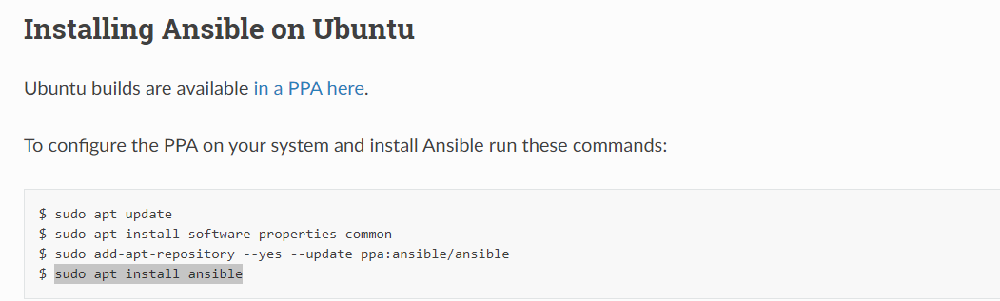 Installing Ansible on Ubuntu
Ubuntu builds are available in a PPA here.
To configure the PPA on your system and install Ansible run these commands:
$ sudo apt update
$ sudo apt install software-properties-common
$ sudo add-apt-repository --yes --update ppa:ansible/ansible
$ sudo apt install ansible